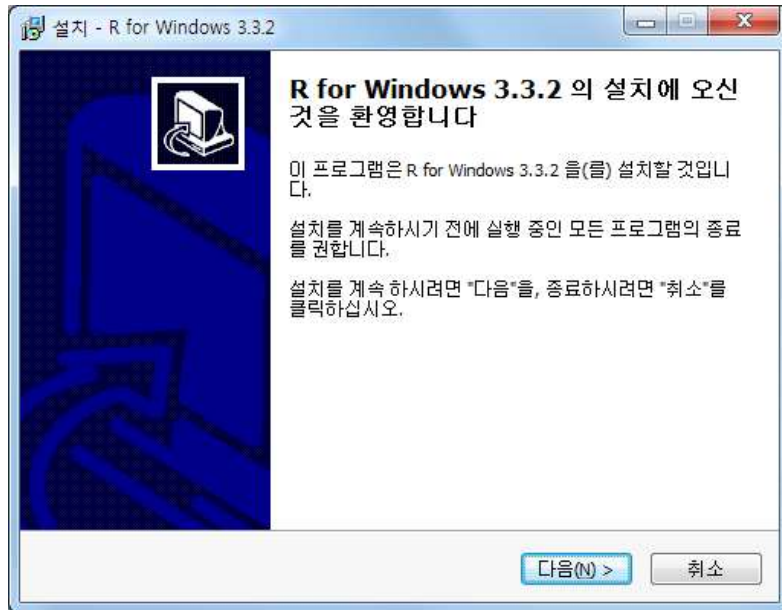 설치 - R for Windows 3.3.2
R for Windows 3.3.2 의 설치에 오신
것을 환영합니다
이 프로그램은 R for Windows 3.3.2 을(를) 설치할 것입니
다.
설치를 계속하시기 전에 실행 중인 모든 프로그램의 종료
를 권합니다.
설치를 계속 하시려면 "다음"을, 종료하시려면 "취소"를
클릭하십시오.
다음(N) >
취소